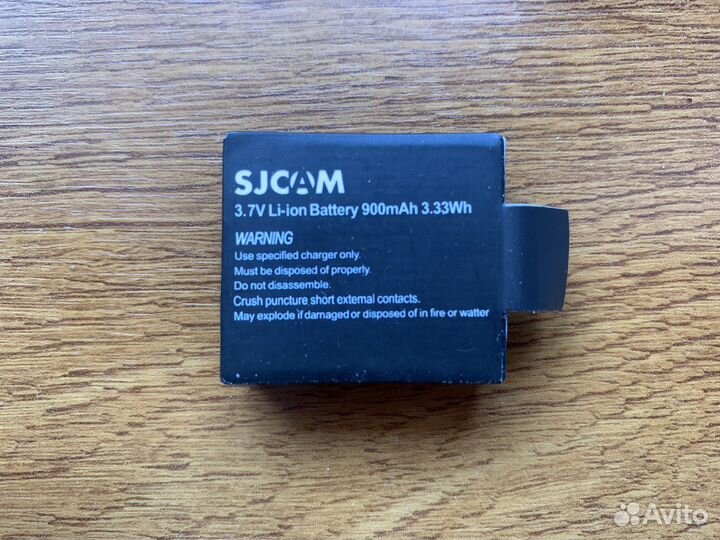 SJCAM
3.7V Li-ion Battery 900mAh 3.33Wh
WARNING
Use specified charger only.
Must be disposed of properly.
Do not disassemble.
Crush puncture short external contacts.
May explode if damaged or disposed of in fire or watter
Avito